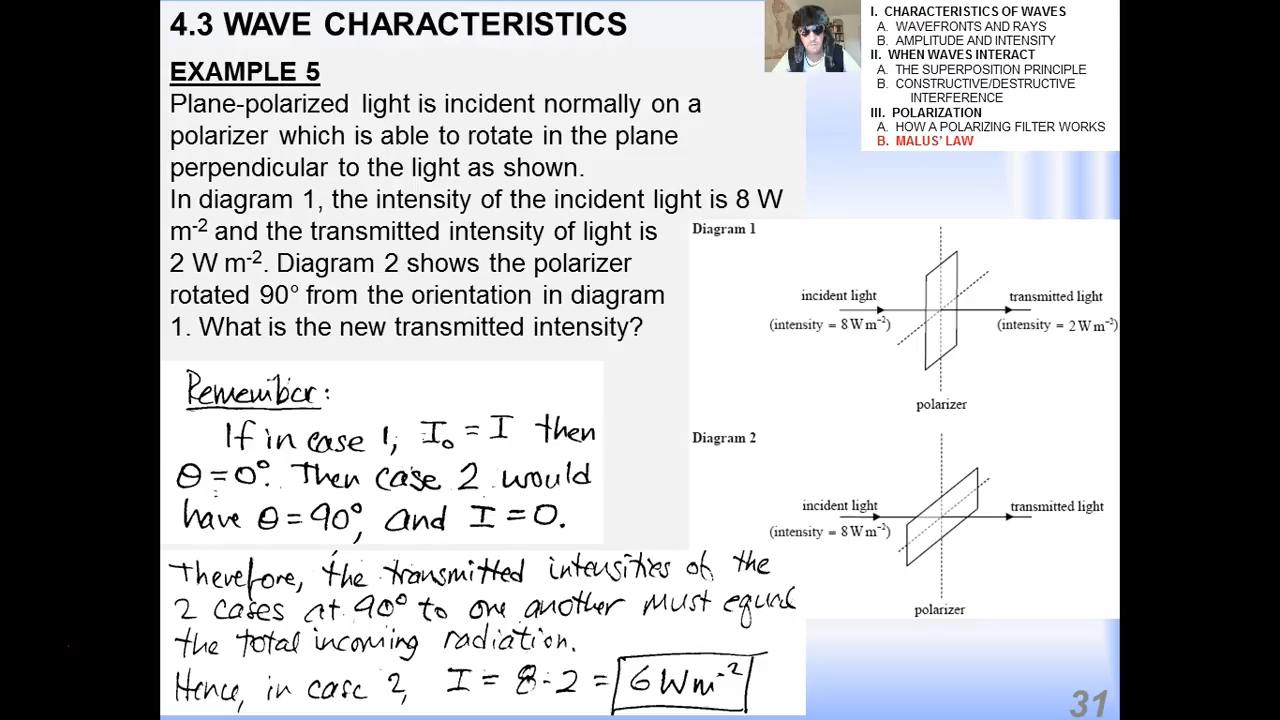 4.3 WAVE CHARACTERISTICS
EXAMPLE 5
Plane-polarized light is incident normally on a
polarizer which is able to rotate in the plane
perpendicular to the light as shown.
In diagram 1, the intensity of the incident light is 8 W
m-2 and the transmitted intensity of light is
2 W m-2. Diagram 2 shows the polarizer
rotated 90° from the orientation in diagram
1. What is the new transmitted intensity?
Remember:
If in case 1, I₀ = I then
θ = 0°. Then case 2 would
have θ = 90°, and I = 0.
Therefore, the transmitted intensities of the
2 cases at 90° to one another must equal
the total incoming radiation.
Hence, in case 2, I = 8 - 2 = 6 Wm-2
I. CHARACTERISTICS OF WAVES
A. WAVEFRONTS AND RAYS
B. AMPLITUDE AND INTENSITY
II. WHEN WAVES INTERACT
A. THE SUPERPOSITION PRINCIPLE
B. CONSTRUCTIVE/DESTRUCTIVE
INTERFERENCE
III. POLARIZATION
A. HOW A POLARIZING FILTER WORKS
B. MALUS' LAW
Diagram 1
incident light
(intensity = 8 W m−2)
transmitted light
(intensity = 2 W m−2)
polarizer
Diagram 2
incident light
(intensity = 8 W m−2)
transmitted light
polarizer
31